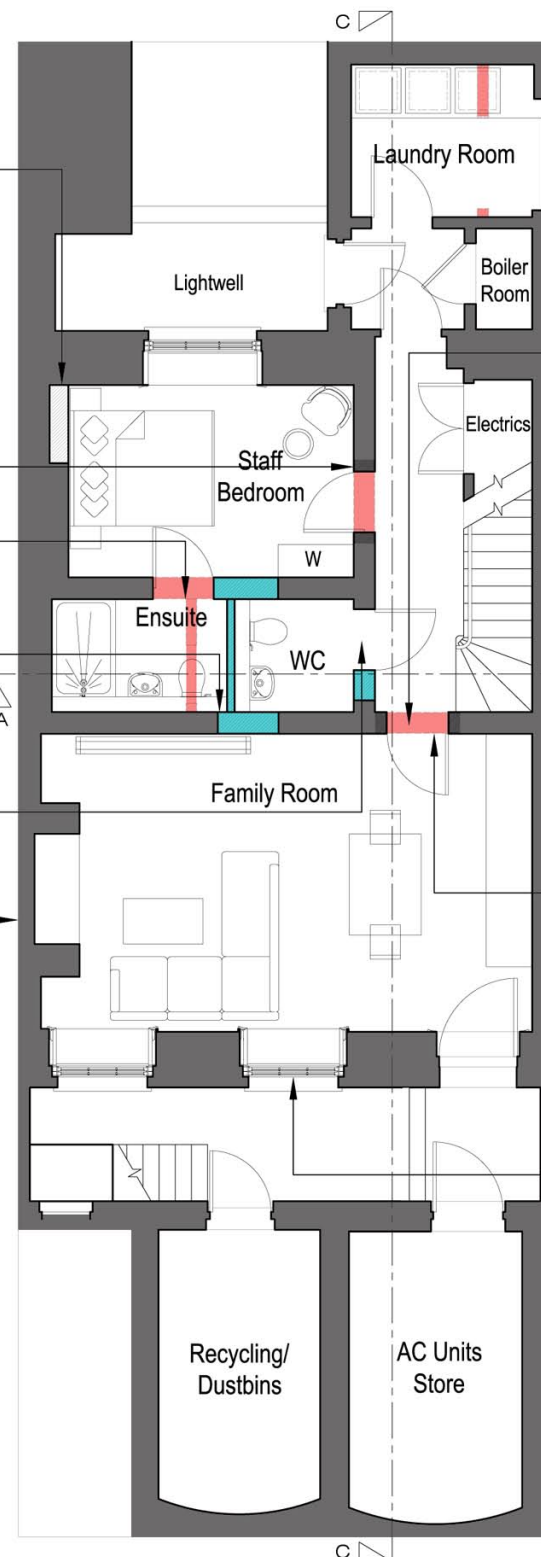 C
Laundry Room
Lightwell
Boiler
Room
Electrics
Staff
Bedroom
W
Ensuite
WC
A
Family Room
Recycling/
Dustbins
AC Units
Store
C